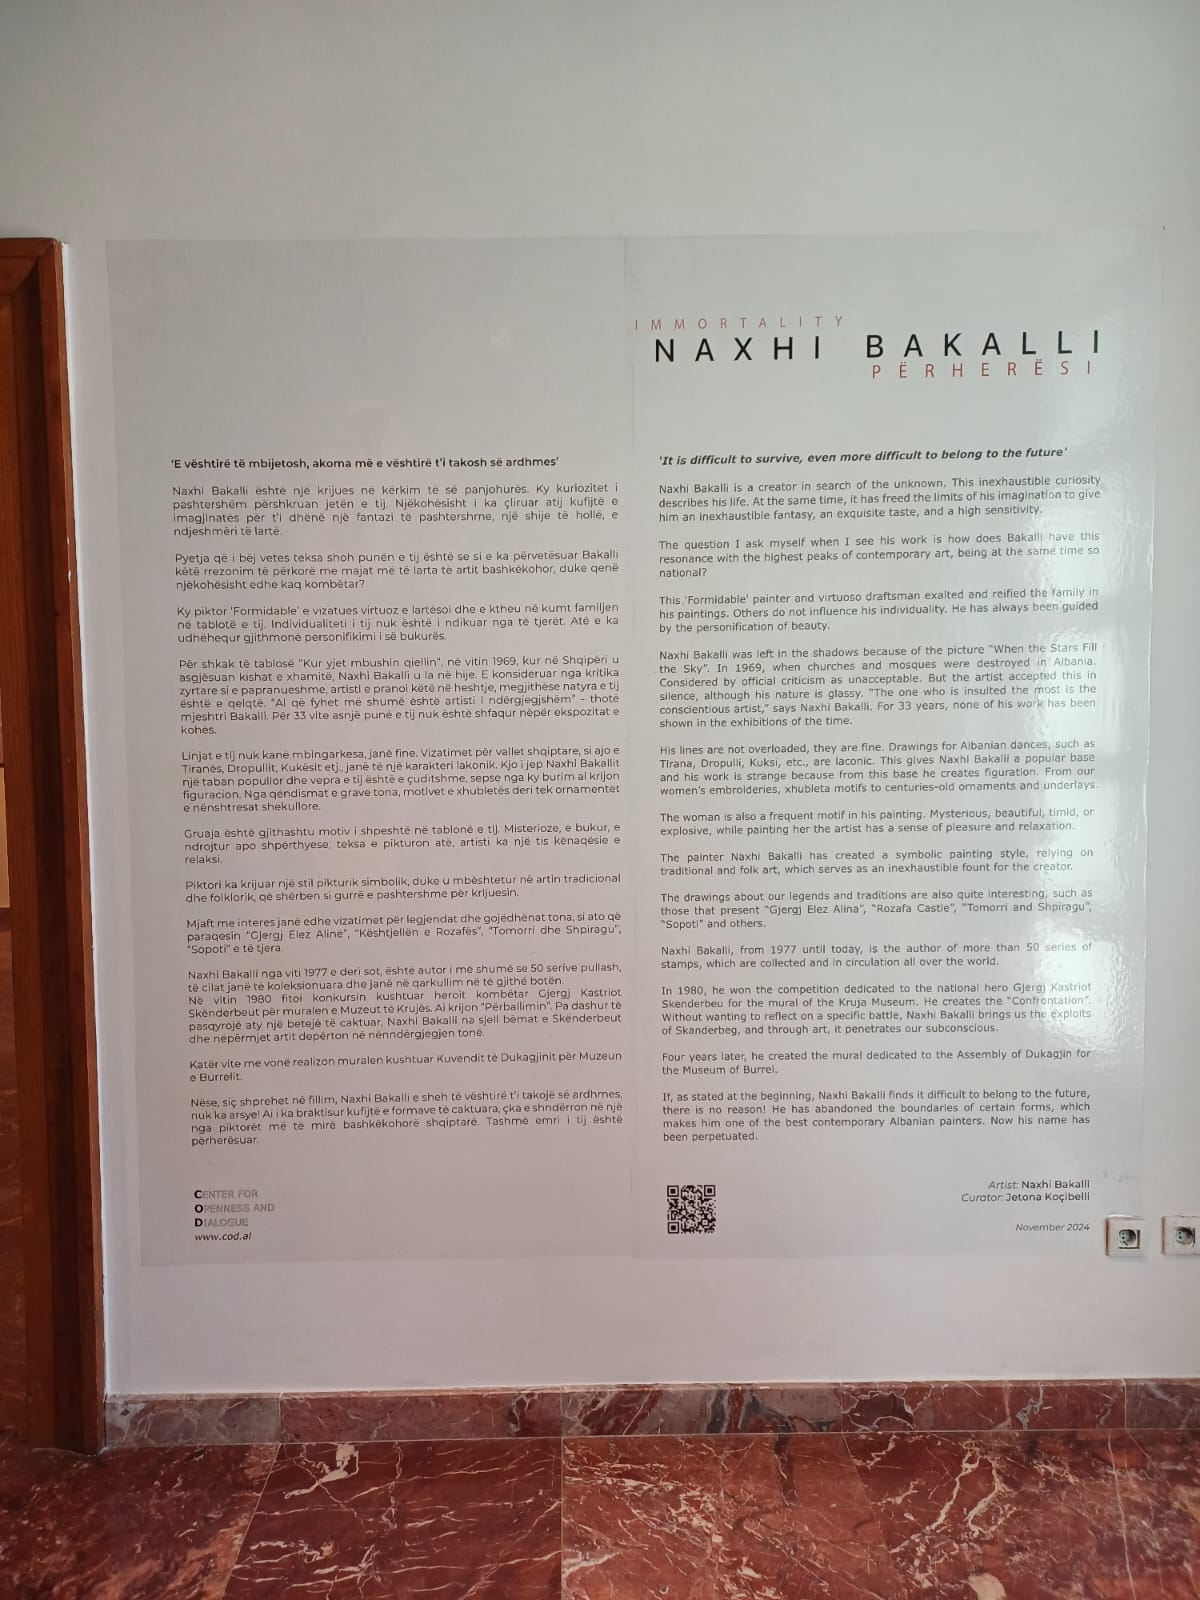 IMMORTALITY
NAXHI BAKALLI
PËRHERËSI
'E vështirë të mbijetosh, akoma më e vështirë t'i takosh së ardhmes'
Naxhi Bakalli është një krijues në kërkim të së panjohurës. Ky kuriozitet i
pashtershëm përshkruan jetën e tij. Njëkohësisht i ka çliruar atij kufijtë e
imagjinatës për t'i dhënë një fantazi të pashtershme, një shije të hollë, e
ndjeshmëri të lartë.
Pyetja që i bëj vetes teksa shoh punën e tij është se si e ka përvetësuar Bakalli
këtë rrezonim të përkorë me majat më të larta të artit bashkëkohor, duke qenë
njëkohësisht edhe kaq kombëtar?
Ky piktor 'Formidable' e vizatues virtuoz e lartësoi dhe e ktheu në kumt familjen
në tablotë e tij. Individualiteti i tij nuk është i ndikuar nga të tjerët. Atë e ka
udhëhequr gjithmonë personifikimi i së bukurës.
Për shkak të tablosë "Kur yjet mbushin qiellin", në vitin 1969, kur në Shqipëri u
asgjësuan kishat e xhamitë, Naxhi Bakalli u la në hije. E konsideruar nga kritika
zyrtare si e papranueshme, artisti e pranoi këtë në heshtje, megjithëse natyra e tij
është e qelqtë. "Ai që fyhet më shumë është artisti i ndërgjegjshëm" - thotë
mjeshtri Bakalli. Për 33 vite asnjë punë e tij nuk është shfaqur nëpër ekspozitat e
kohës.
Linjat e tij nuk kanë mbingarkesa, janë fine. Vizatimet për vallet shqiptare, si ajo e
Tiranës, Dropullit, Kukësit etj., janë të një karakteri lakonik. Kjo i jep Naxhi Bakallit
një taban popullor dhe vepra e tij është e çuditshme, sepse nga ky burim ai krijon
figuracion. Nga qëndismat e grave tona, motivet e xhubletës deri tek ornamentet
e nënshtresat shekullore.
Gruaja është gjithashtu motiv i shpeshtë në tablonë e tij. Misterioze, e bukur, e
ndrojtur apo shpërthyese, teksa e pikturon atë, artisti ka një tis kënaqësie e
relaksi.
Piktori ka krijuar një stil pikturik simbolik, duke u mbështetur në artin tradicional
dhe folklorik, që shërben si gurrë e pashtershme për krijuesin.
Mjaft me interes janë edhe vizatimet për legjendat dhe gojëdhënat tona, si ato që
paraqesin "Gjergj Elez Alinë", "Kështjellën e Rozafës", "Tomorri dhe Shpiragu",
"Sopoti" e të tjera.
Naxhi Bakalli nga viti 1977 e deri sot, është autor i më shumë se 50 serive pullash,
të cilat janë të koleksionuara dhe janë në qarkullim në të gjithë botën.
Në vitin 1980 fitoi konkursin kushtuar heroit kombëtar Gjergj Kastriot
Skënderbeut për muralen e Muzeut të Krujës. Ai krijon "Përballimin". Pa dashur të
pasqyrojë aty një betejë të caktuar, Naxhi Bakalli na sjell bëmat e Skënderbeut
dhe nëpërmjet artit depërton në nënndërgjegjen tonë.
Katër vite më vonë realizon muralen kushtuar Kuvendit të Dukagjinit për Muzeun
e Burrelit.
Nëse, siç shprehet në fillim, Naxhi Bakalli e sheh të vështirë t'i takojë së ardhmes,
nuk ka arsye! Ai i ka braktisur kufijtë e formave të caktuara, çka e shndërron në një
nga piktorët më të mirë bashkëkohorë shqiptarë. Tashmë emri i tij është
përherësuar.
CENTER FOR
OPENNESS AND
DIALOGUE
www.cod.al
'It is difficult to survive, even more difficult to belong to the future'
Naxhi Bakalli is a creator in search of the unknown. This inexhaustible curiosity
describes his life. At the same time, it has freed the limits of his imagination to give
him an inexhaustible fantasy, an exquisite taste, and a high sensitivity.
The question I ask myself when I see his work is how does Bakalli have this
resonance with the highest peaks of contemporary art, being at the same time so
national?
This 'Formidable' painter and virtuoso draftsman exalted and reified the family in
his paintings. Others do not influence his individuality. He has always been guided
by the personification of beauty.
Naxhi Bakalli was left in the shadows because of the picture "When the Stars Fill
the Sky". In 1969, when churches and mosques were destroyed in Albania.
Considered by official criticism as unacceptable. But the artist accepted this in
silence, although his nature is glassy. "The one who is insulted the most is the
conscientious artist," says Naxhi Bakalli. For 33 years, none of his work has been
shown in the exhibitions of the time.
His lines are not overloaded, they are fine. Drawings for Albanian dances, such as
Tirana, Dropulli, Kuksi, etc., are laconic. This gives Naxhi Bakalli a popular base
and his work is strange because from this base he creates figuration. From our
women's embroideries, xhubleta motifs to centuries-old ornaments and underlays.
The woman is also a frequent motif in his painting. Mysterious, beautiful, timid, or
explosive, while painting her the artist has a sense of pleasure and relaxation.
The painter Naxhi Bakalli has created a symbolic painting style, relying on
traditional and folk art, which serves as an inexhaustible fount for the creator.
The drawings about our legends and traditions are also quite interesting, such as
those that present "Gjergj Elez Alina", "Rozafa Castle", "Tomorri and Shpiragu",
"Sopoti" and others.
Naxhi Bakalli, from 1977 until today, is the author of more than 50 series of
stamps, which are collected and in circulation all over the world.
In 1980, he won the competition dedicated to the national hero Gjergj Kastriot
Skenderbeu for the mural of the Kruja Museum. He creates the "Confrontation".
Without wanting to reflect on a specific battle, Naxhi Bakalli brings us the exploits
of Skanderbeg, and through art, it penetrates our subconscious.
Four years later, he created the mural dedicated to the Assembly of Dukagjin for
the Museum of Burrel.
If, as stated at the beginning, Naxhi Bakalli finds it difficult to belong to the future,
there is no reason! He has abandoned the boundaries of certain forms, which
makes him one of the best contemporary Albanian painters. Now his name has
been perpetuated.
Artist: Naxhi Bakalli
Curator: Jetona Koçibelli
November 2024